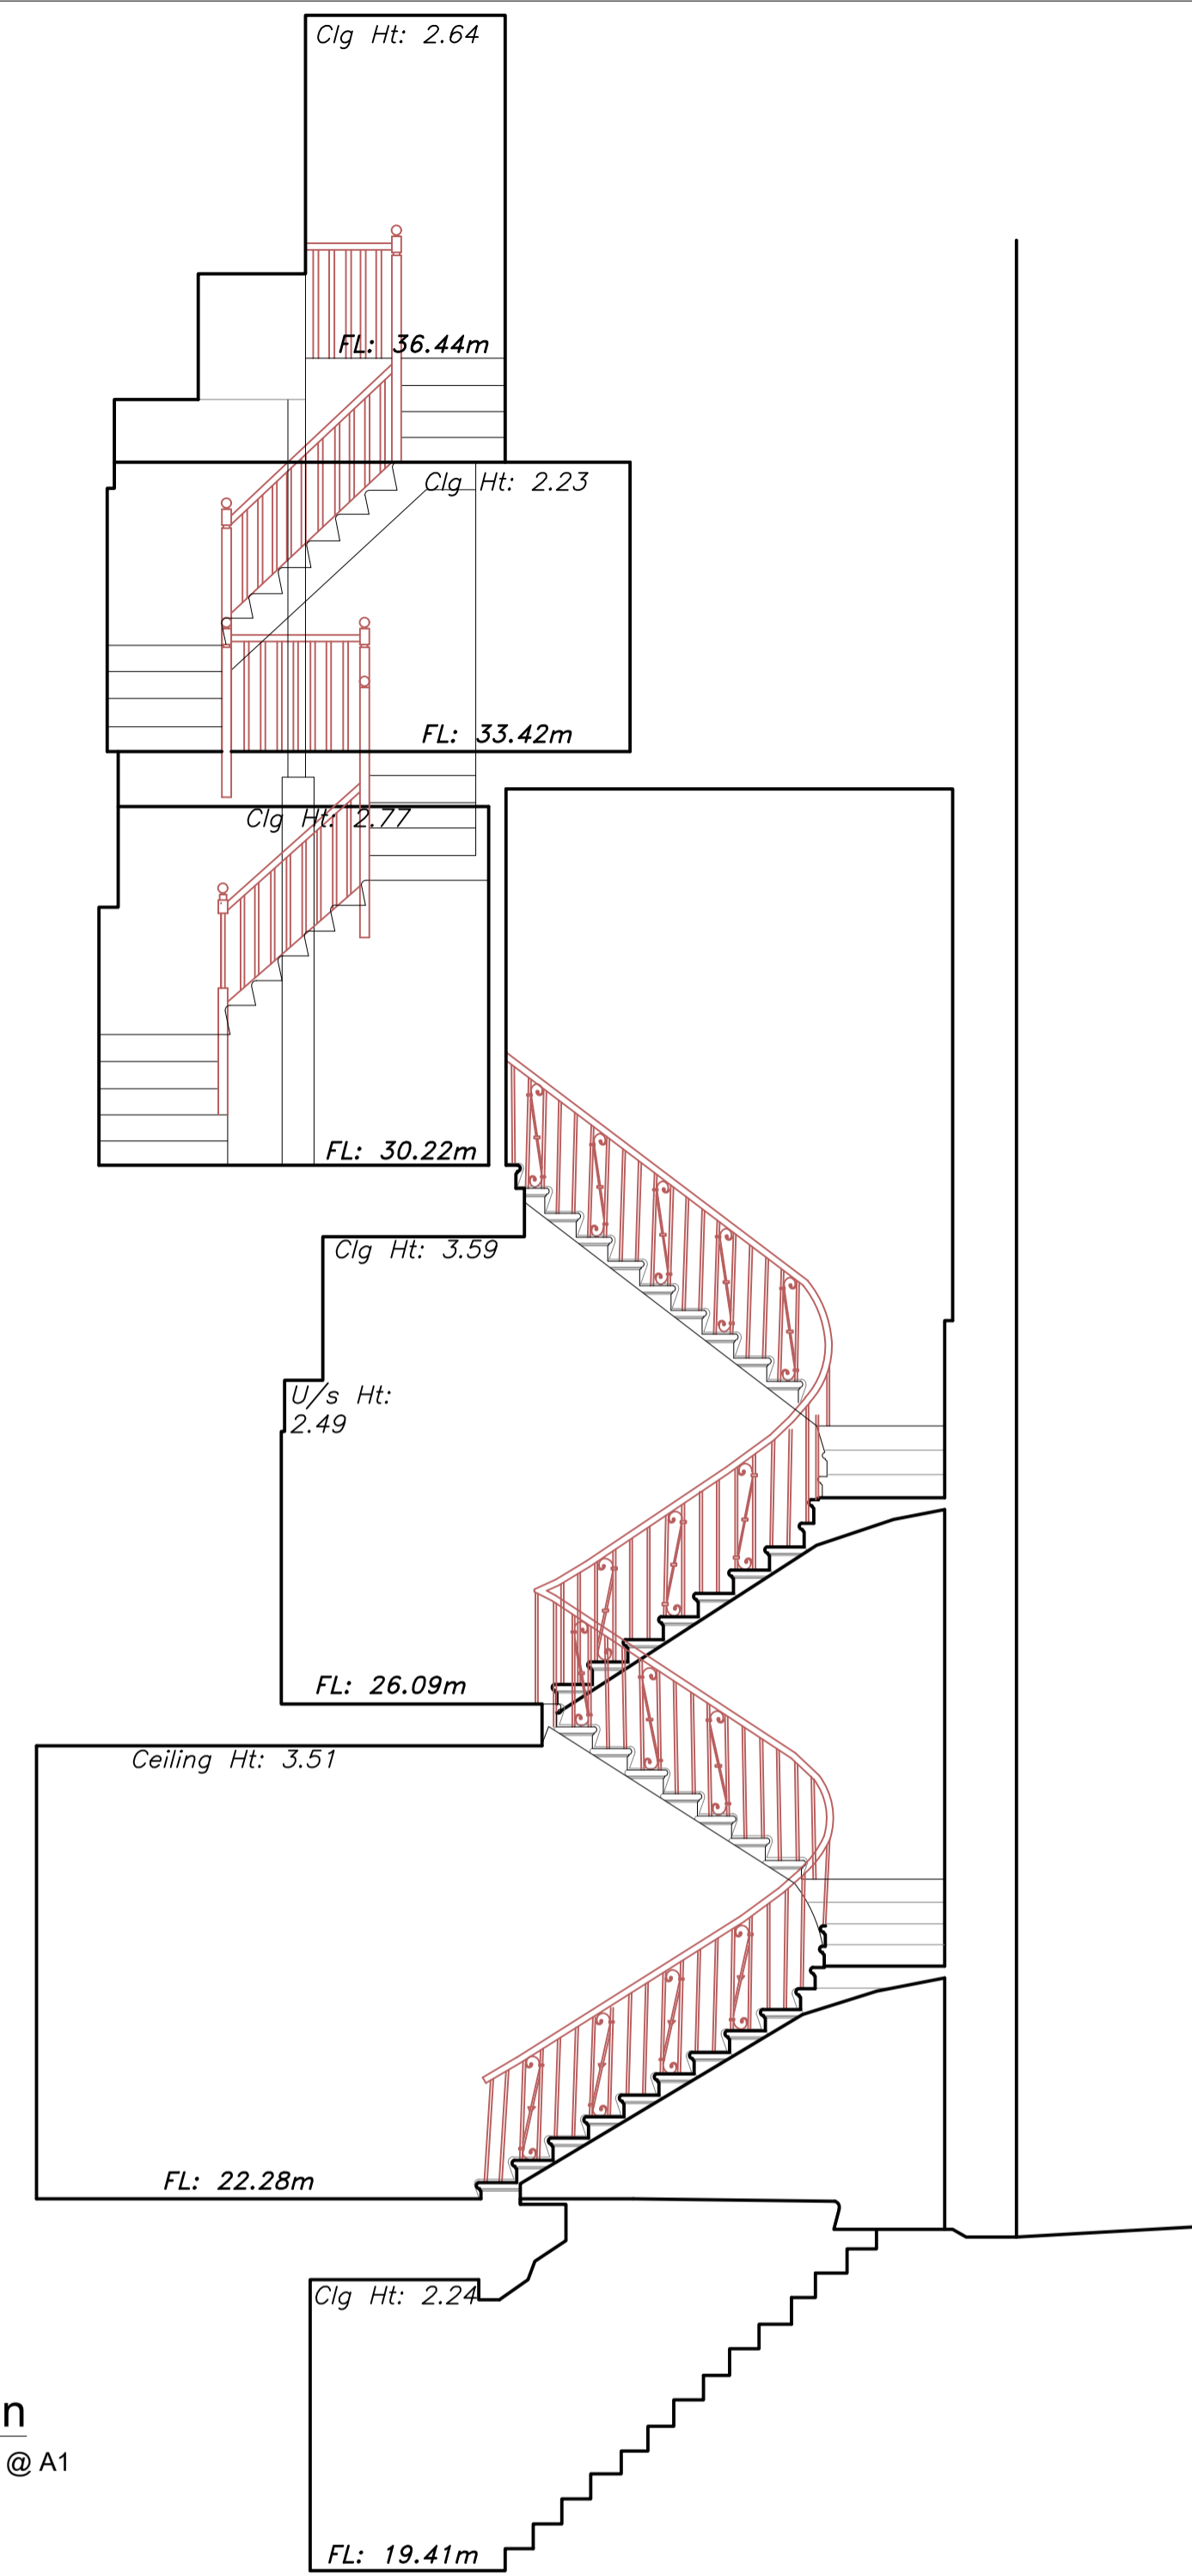 Clg Ht: 2.64
FL: 36.44m
Clg Ht: 2.23
FL: 33.42m
Clg Ht: 2.77
FL: 30.22m
Clg Ht: 3.59
U/s Ht:
2.49
FL: 26.09m
Ceiling Ht: 3.51
FL: 22.28m
Clg Ht: 2.24
n
@ A1
FL: 19.41m